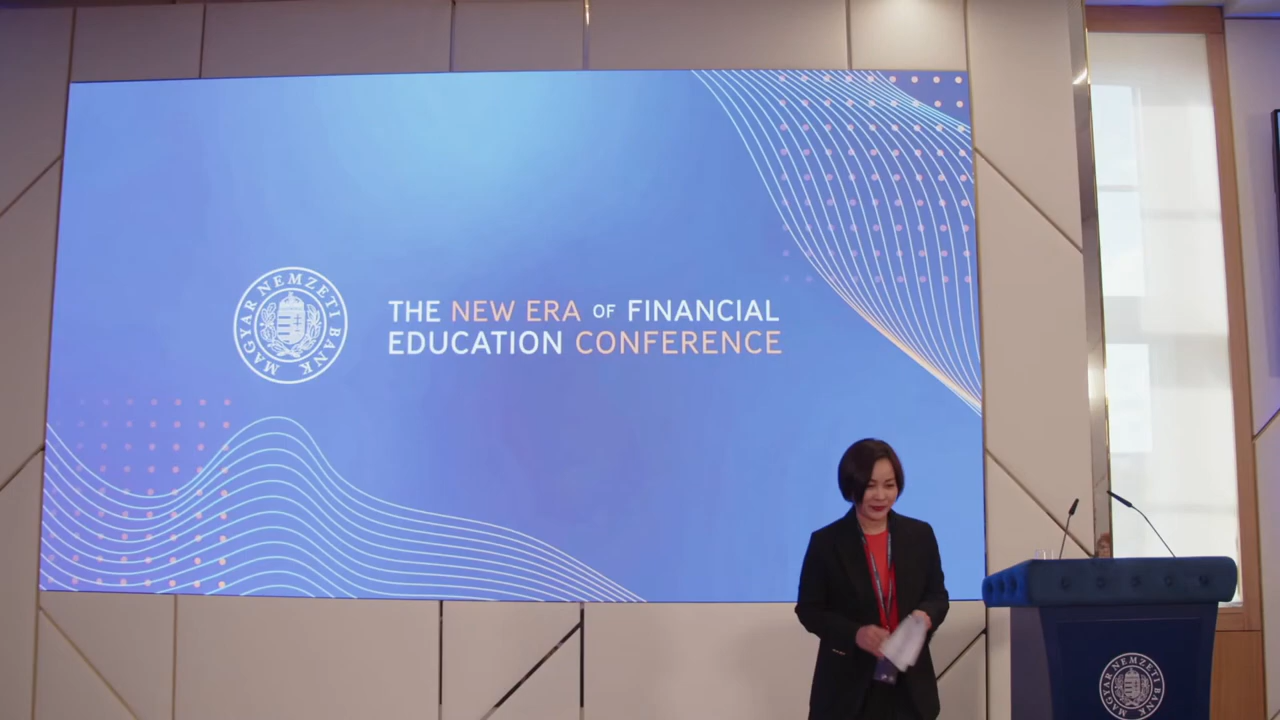 MAGYAR NEMZETI BANK
THE NEW ERA OF FINANCIAL
EDUCATION CONFERENCE
MAGYAR NEMZETI BANK